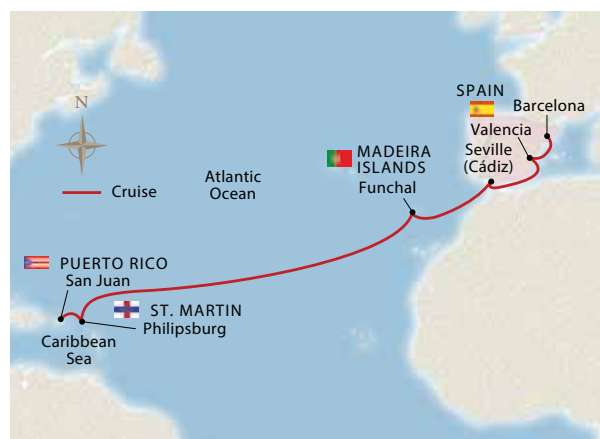 N
SPAIN
Barcelona
Valencia
Seville
(Cádiz)
MADEIRA
ISLANDS
Funchal
Cruise
Atlantic
Ocean
PUERTO RICO
San Juan
ST. MARTIN
Philipsburg
Caribbean
Sea